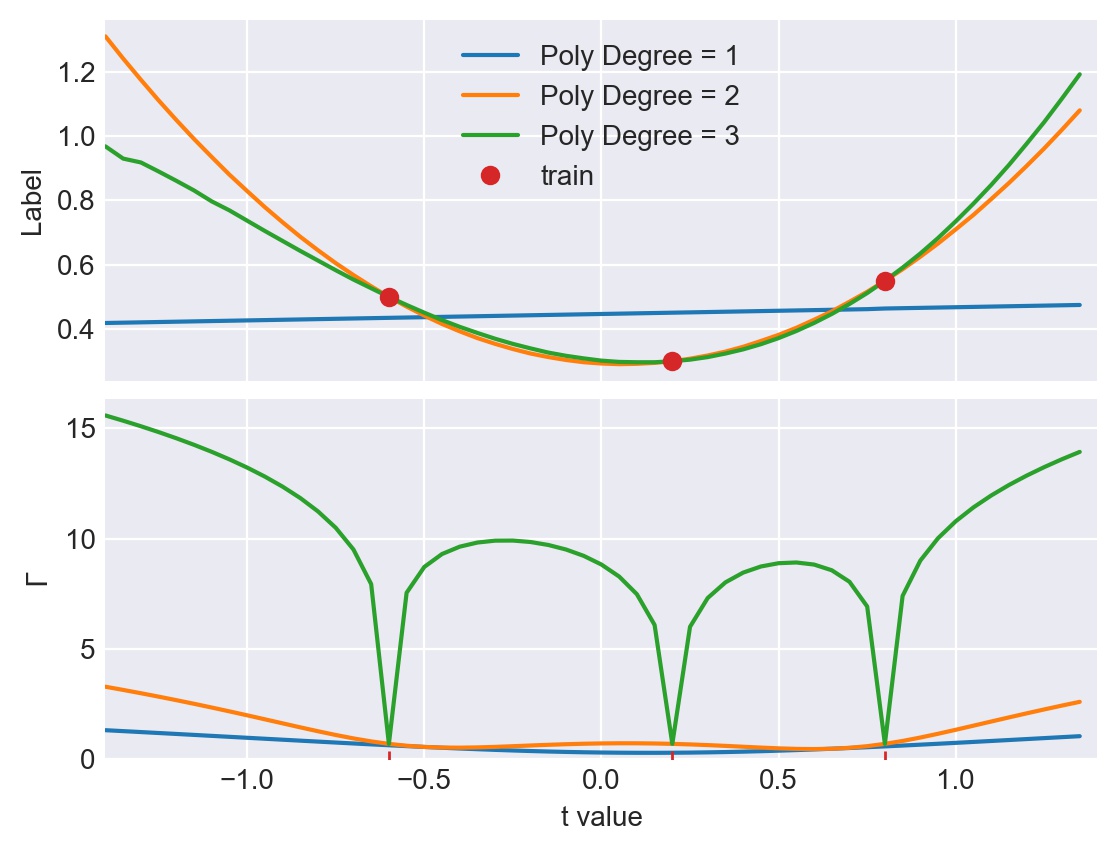 Poly Degree = 1
Poly Degree = 2
Poly Degree = 3
train
Label
1.2
1.0
0.8
0.6
0.4
Γ
15
10
5
0
−1.0 −0.5 0.0 0.5 1.0
t value